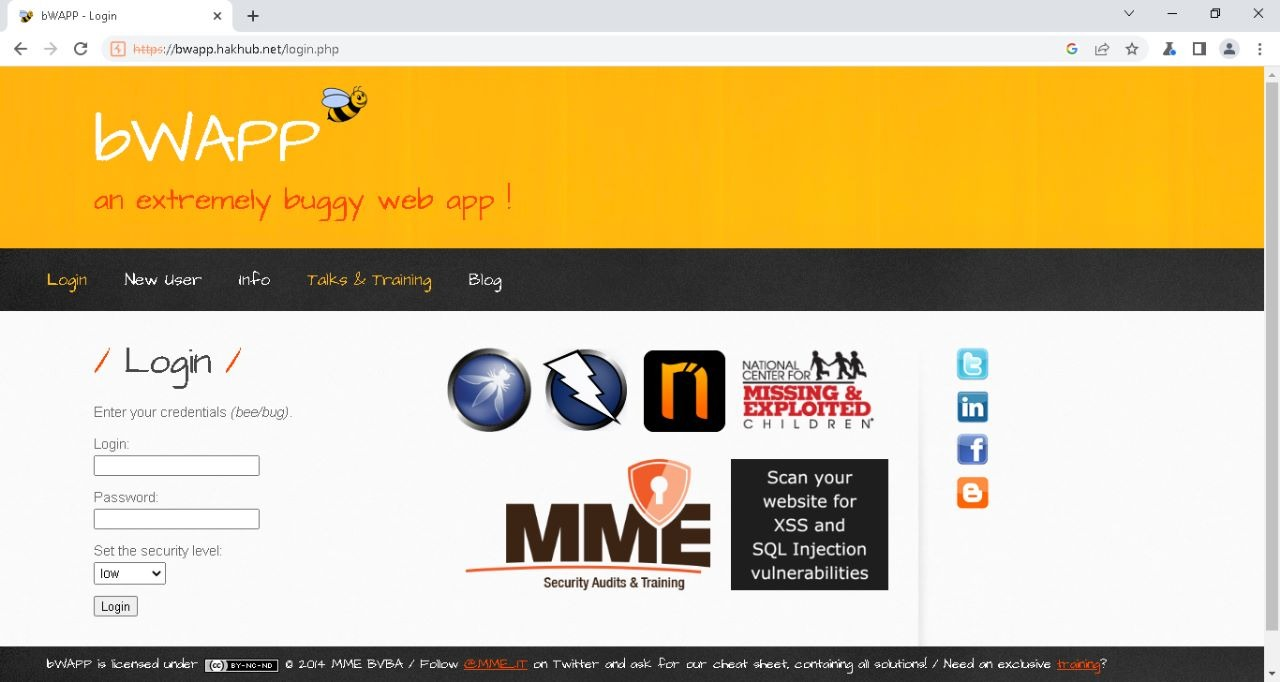 bWAPP - Login
https://bwapp.hakhub.net/login.php
bWAPP
an extremely buggy web app !
Login New User Info Talks & Training Blog
/ Login /
Enter your credentials (bee/bug).
Login:
Password:
Set the security level:
low
Login
NATIONAL
CENTER FOR
MISSING &
EXPLOITED
CHILDREN®
MME
Security Audits & Training
Scan your
website for
XSS and
SQL Injection
vulnerabilities
bWAPP is licensed under (cc) BY-NC-ND © 2014 MME BVBA / Follow @MME_IT on Twitter and ask for our cheat sheet, containing all solutions! / Need an exclusive training?